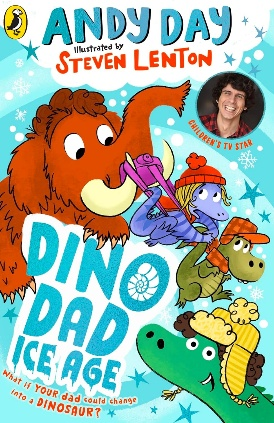 ANDY DAY
Illustrated by
STEVEN LENTON
CHILDREN'S TV STAR
DINO
DAD
ICE AGE
What if YOUR dad could change
into a DINOSAUR?